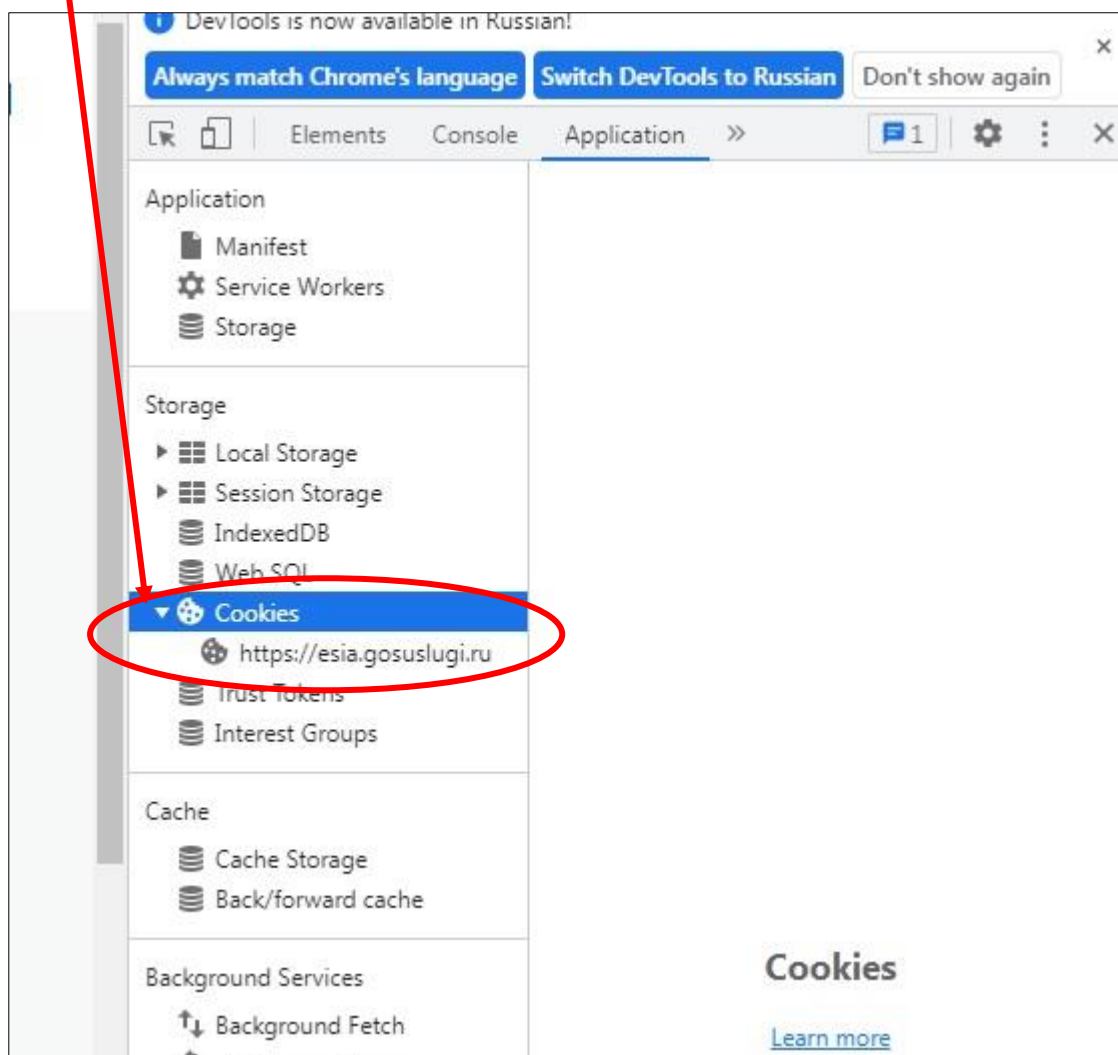 DevTools is now available in Russian!
Always match Chrome's language Switch DevTools to Russian Don't show again
Elements Console Application 1
Application
Manifest
Service Workers
Storage
Storage
Local Storage
Session Storage
IndexedDB
Web SQL
Cookies
https://esia.gosuslugi.ru
Trust Tokens
Interest Groups
Cache
Cache Storage
Back/forward cache
Background Services
Cookies
Background Fetch
Learn more